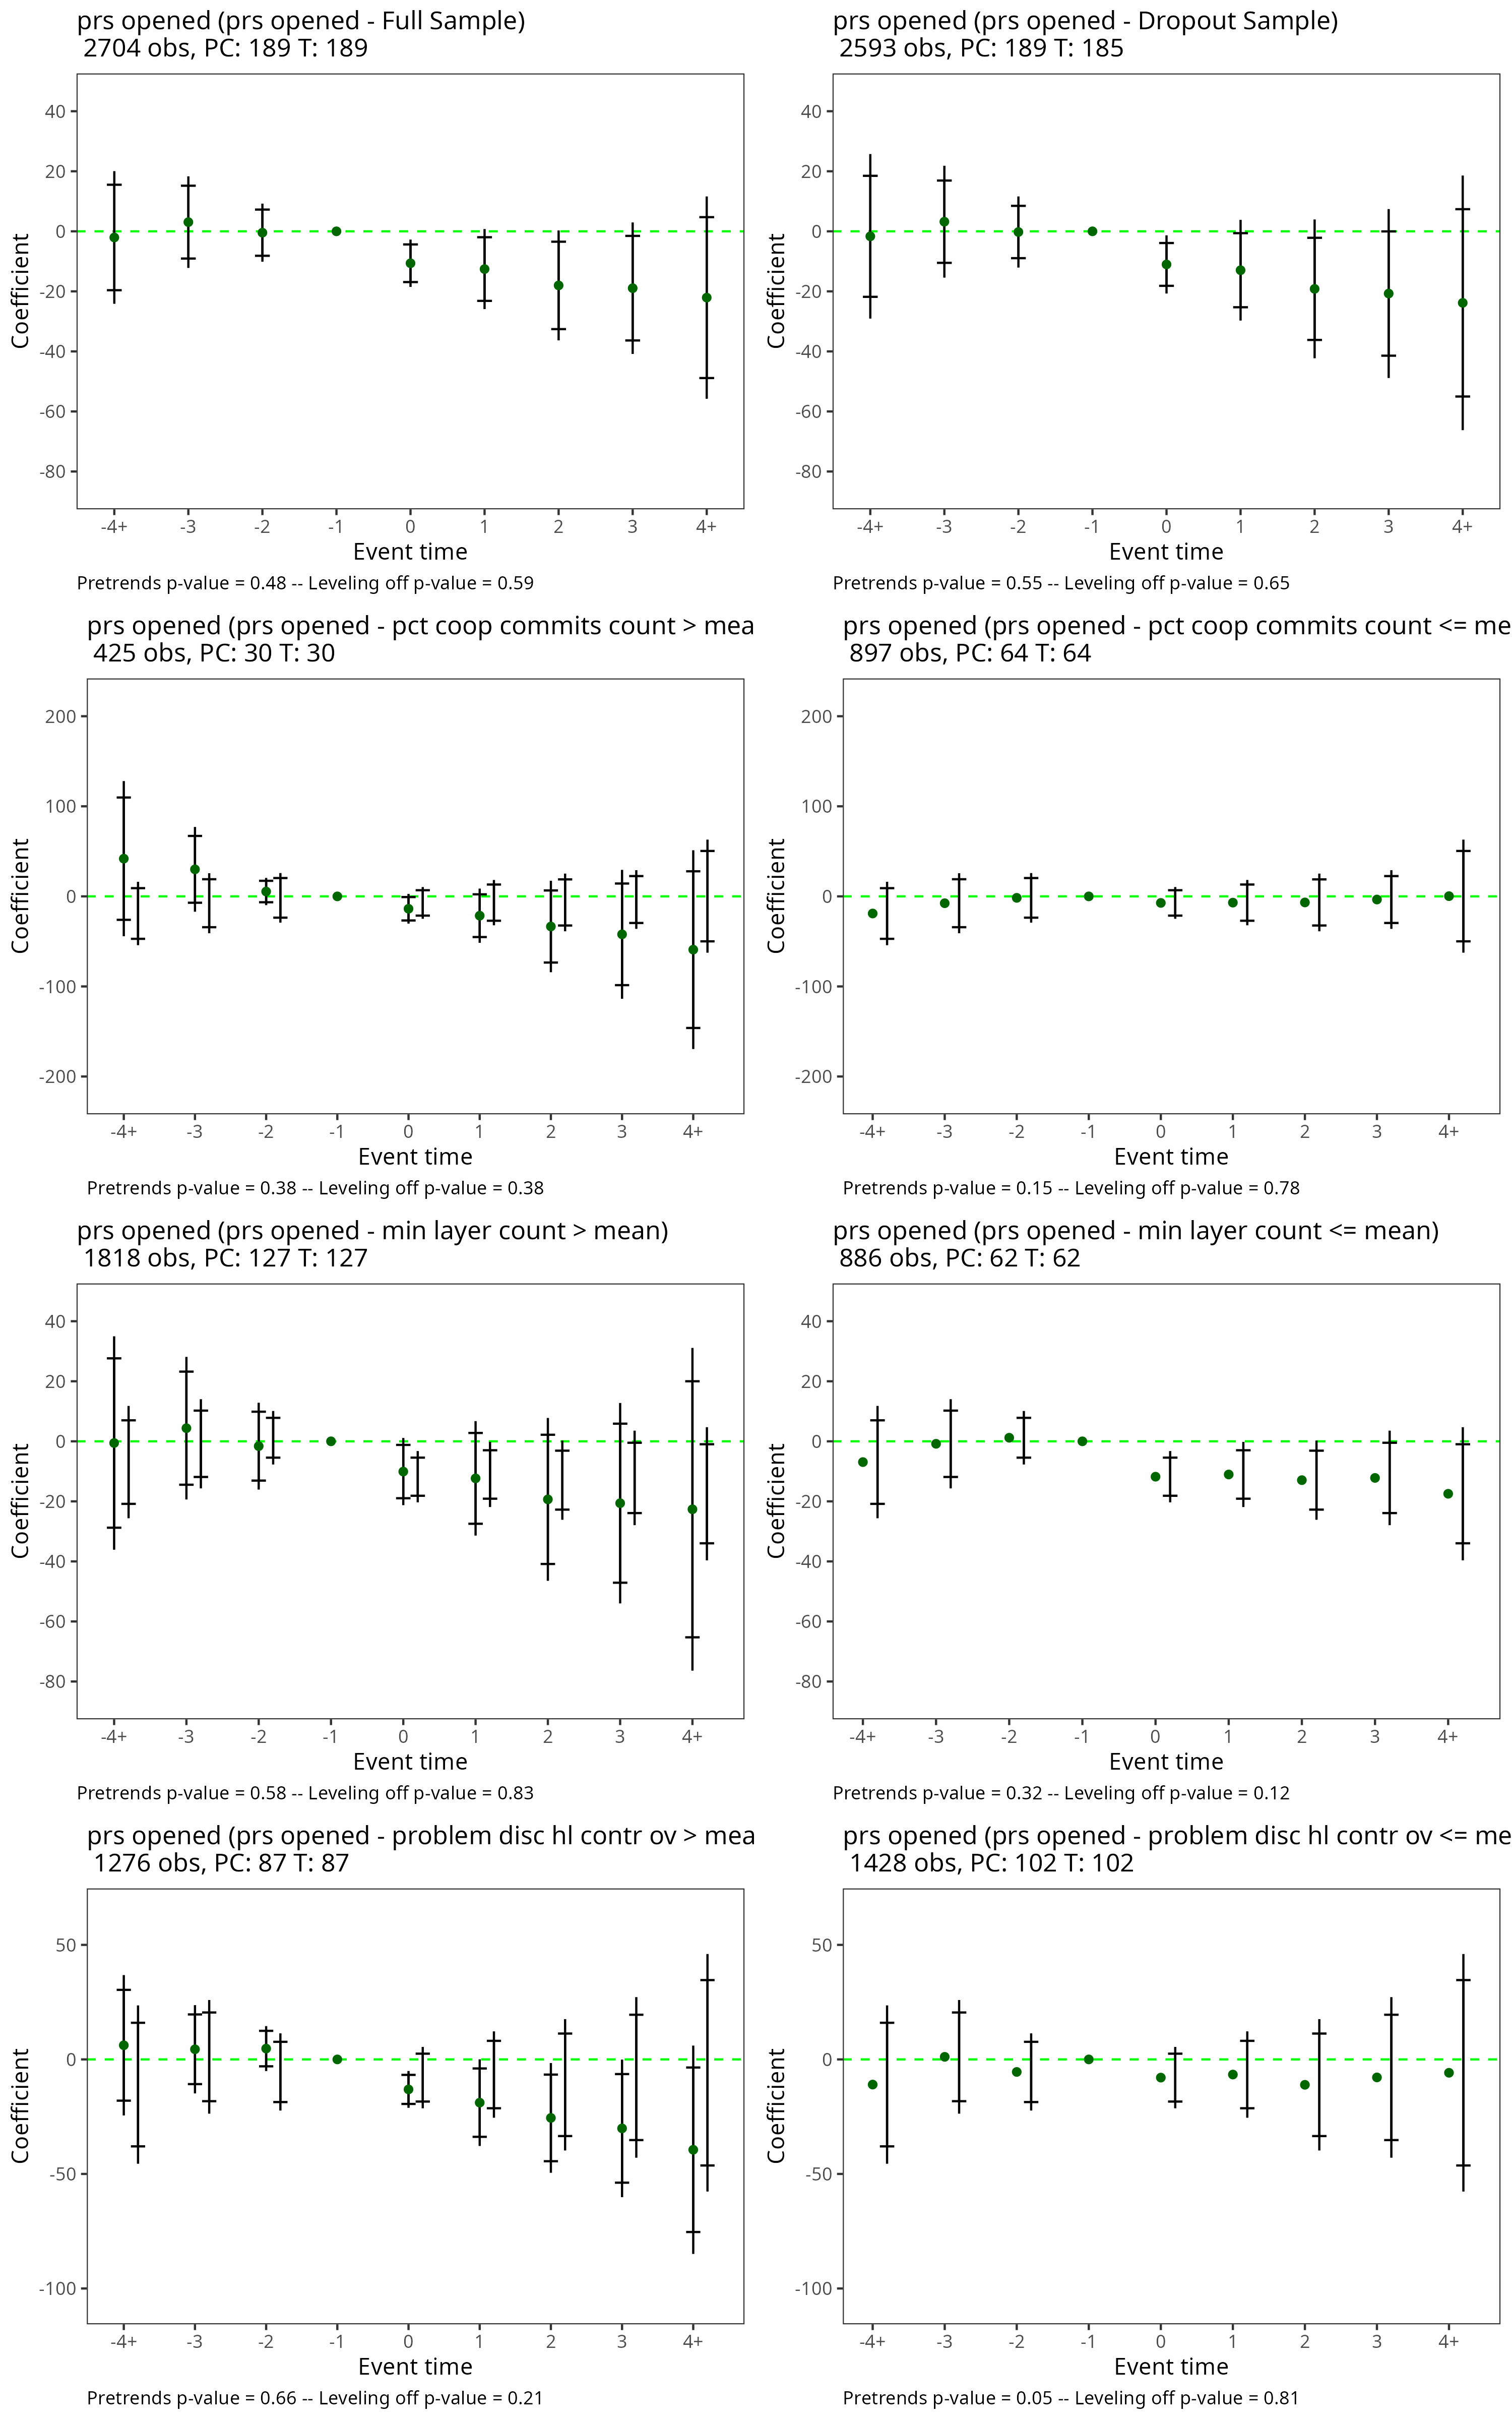 prs opened (prs opened - Full Sample)
2704 obs, PC: 189 T: 189
40
20
0
-20
-40
-60
-80
Coefficient
-4+ -3 -2 -1 0 1 2 3 4+
Event time
Pretrends p-value = 0.48 -- Leveling off p-value = 0.59
prs opened (prs opened - Dropout Sample)
2593 obs, PC: 189 T: 185
40
20
0
-20
-40
-60
-80
Coefficient
-4+ -3 -2 -1 0 1 2 3 4+
Event time
Pretrends p-value = 0.55 -- Leveling off p-value = 0.65
prs opened (prs opened - pct coop commits count > mea
425 obs, PC: 30 T: 30
200
100
0
-100
-200
Coefficient
-4+ -3 -2 -1 0 1 2 3 4+
Event time
Pretrends p-value = 0.38 -- Leveling off p-value = 0.38
prs opened (prs opened - pct coop commits count <= me
897 obs, PC: 64 T: 64
200
100
0
-100
-200
Coefficient
-4+ -3 -2 -1 0 1 2 3 4+
Event time
Pretrends p-value = 0.15 -- Leveling off p-value = 0.78
prs opened (prs opened - min layer count > mean)
1818 obs, PC: 127 T: 127
40
20
0
-20
-40
-60
-80
Coefficient
-4+ -3 -2 -1 0 1 2 3 4+
Event time
Pretrends p-value = 0.58 -- Leveling off p-value = 0.83
prs opened (prs opened - min layer count <= mean)
886 obs, PC: 62 T: 62
40
20
0
-20
-40
-60
-80
Coefficient
-4+ -3 -2 -1 0 1 2 3 4+
Event time
Pretrends p-value = 0.32 -- Leveling off p-value = 0.12
prs opened (prs opened - problem disc hl contr ov > mea
1276 obs, PC: 87 T: 87
50
0
-50
-100
Coefficient
-4+ -3 -2 -1 0 1 2 3 4+
Event time
Pretrends p-value = 0.66 -- Leveling off p-value = 0.21
prs opened (prs opened - problem disc hl contr ov <= me
1428 obs, PC: 102 T: 102
50
0
-50
-100
Coefficient
-4+ -3 -2 -1 0 1 2 3 4+
Event time
Pretrends p-value = 0.05 -- Leveling off p-value = 0.81